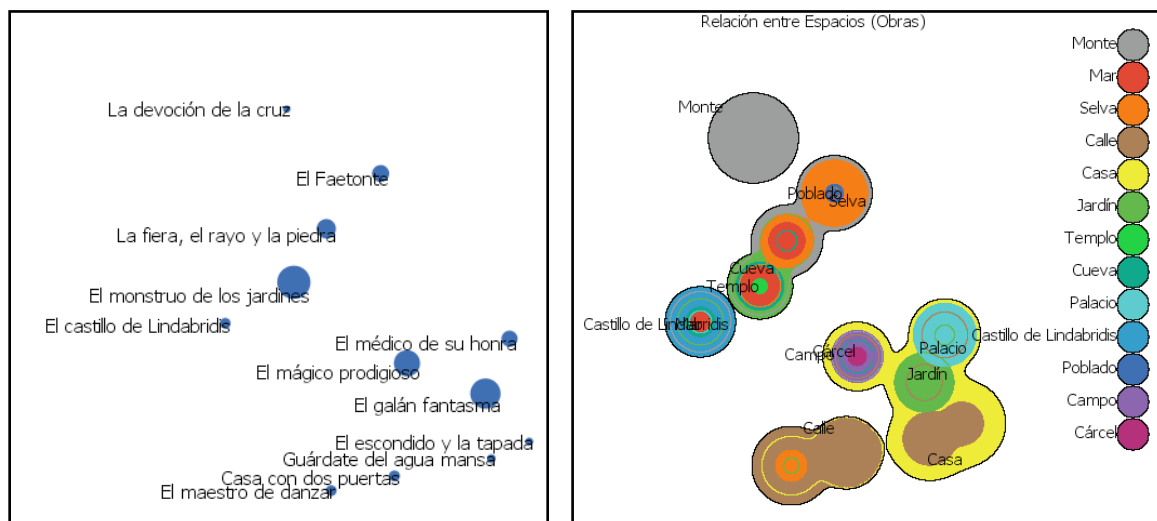 La devoción de la cruz
El Faetonte
La fiera, el rayo y la piedra
El monstruo de los jardines
El castillo de Lindabridis
El médico de su honra
El mágico prodigioso
El galán fantasma
El escondido y la tapada
Guárdate del agua mansa
Casa con dos puertas
El maestro de danzar
Relación entre Espacios (Obras)
Monte
Poblado
Selva
Cueva
Templo
Castillo de Lindabridis
Mar
Cárcel
Campo
Palacio
Jardín
Calle
Casa
Monte
Mar
Selva
Calle
Casa
Jardín
Templo
Cueva
Palacio
Castillo de Lindabridis
Poblado
Campo
Cárcel